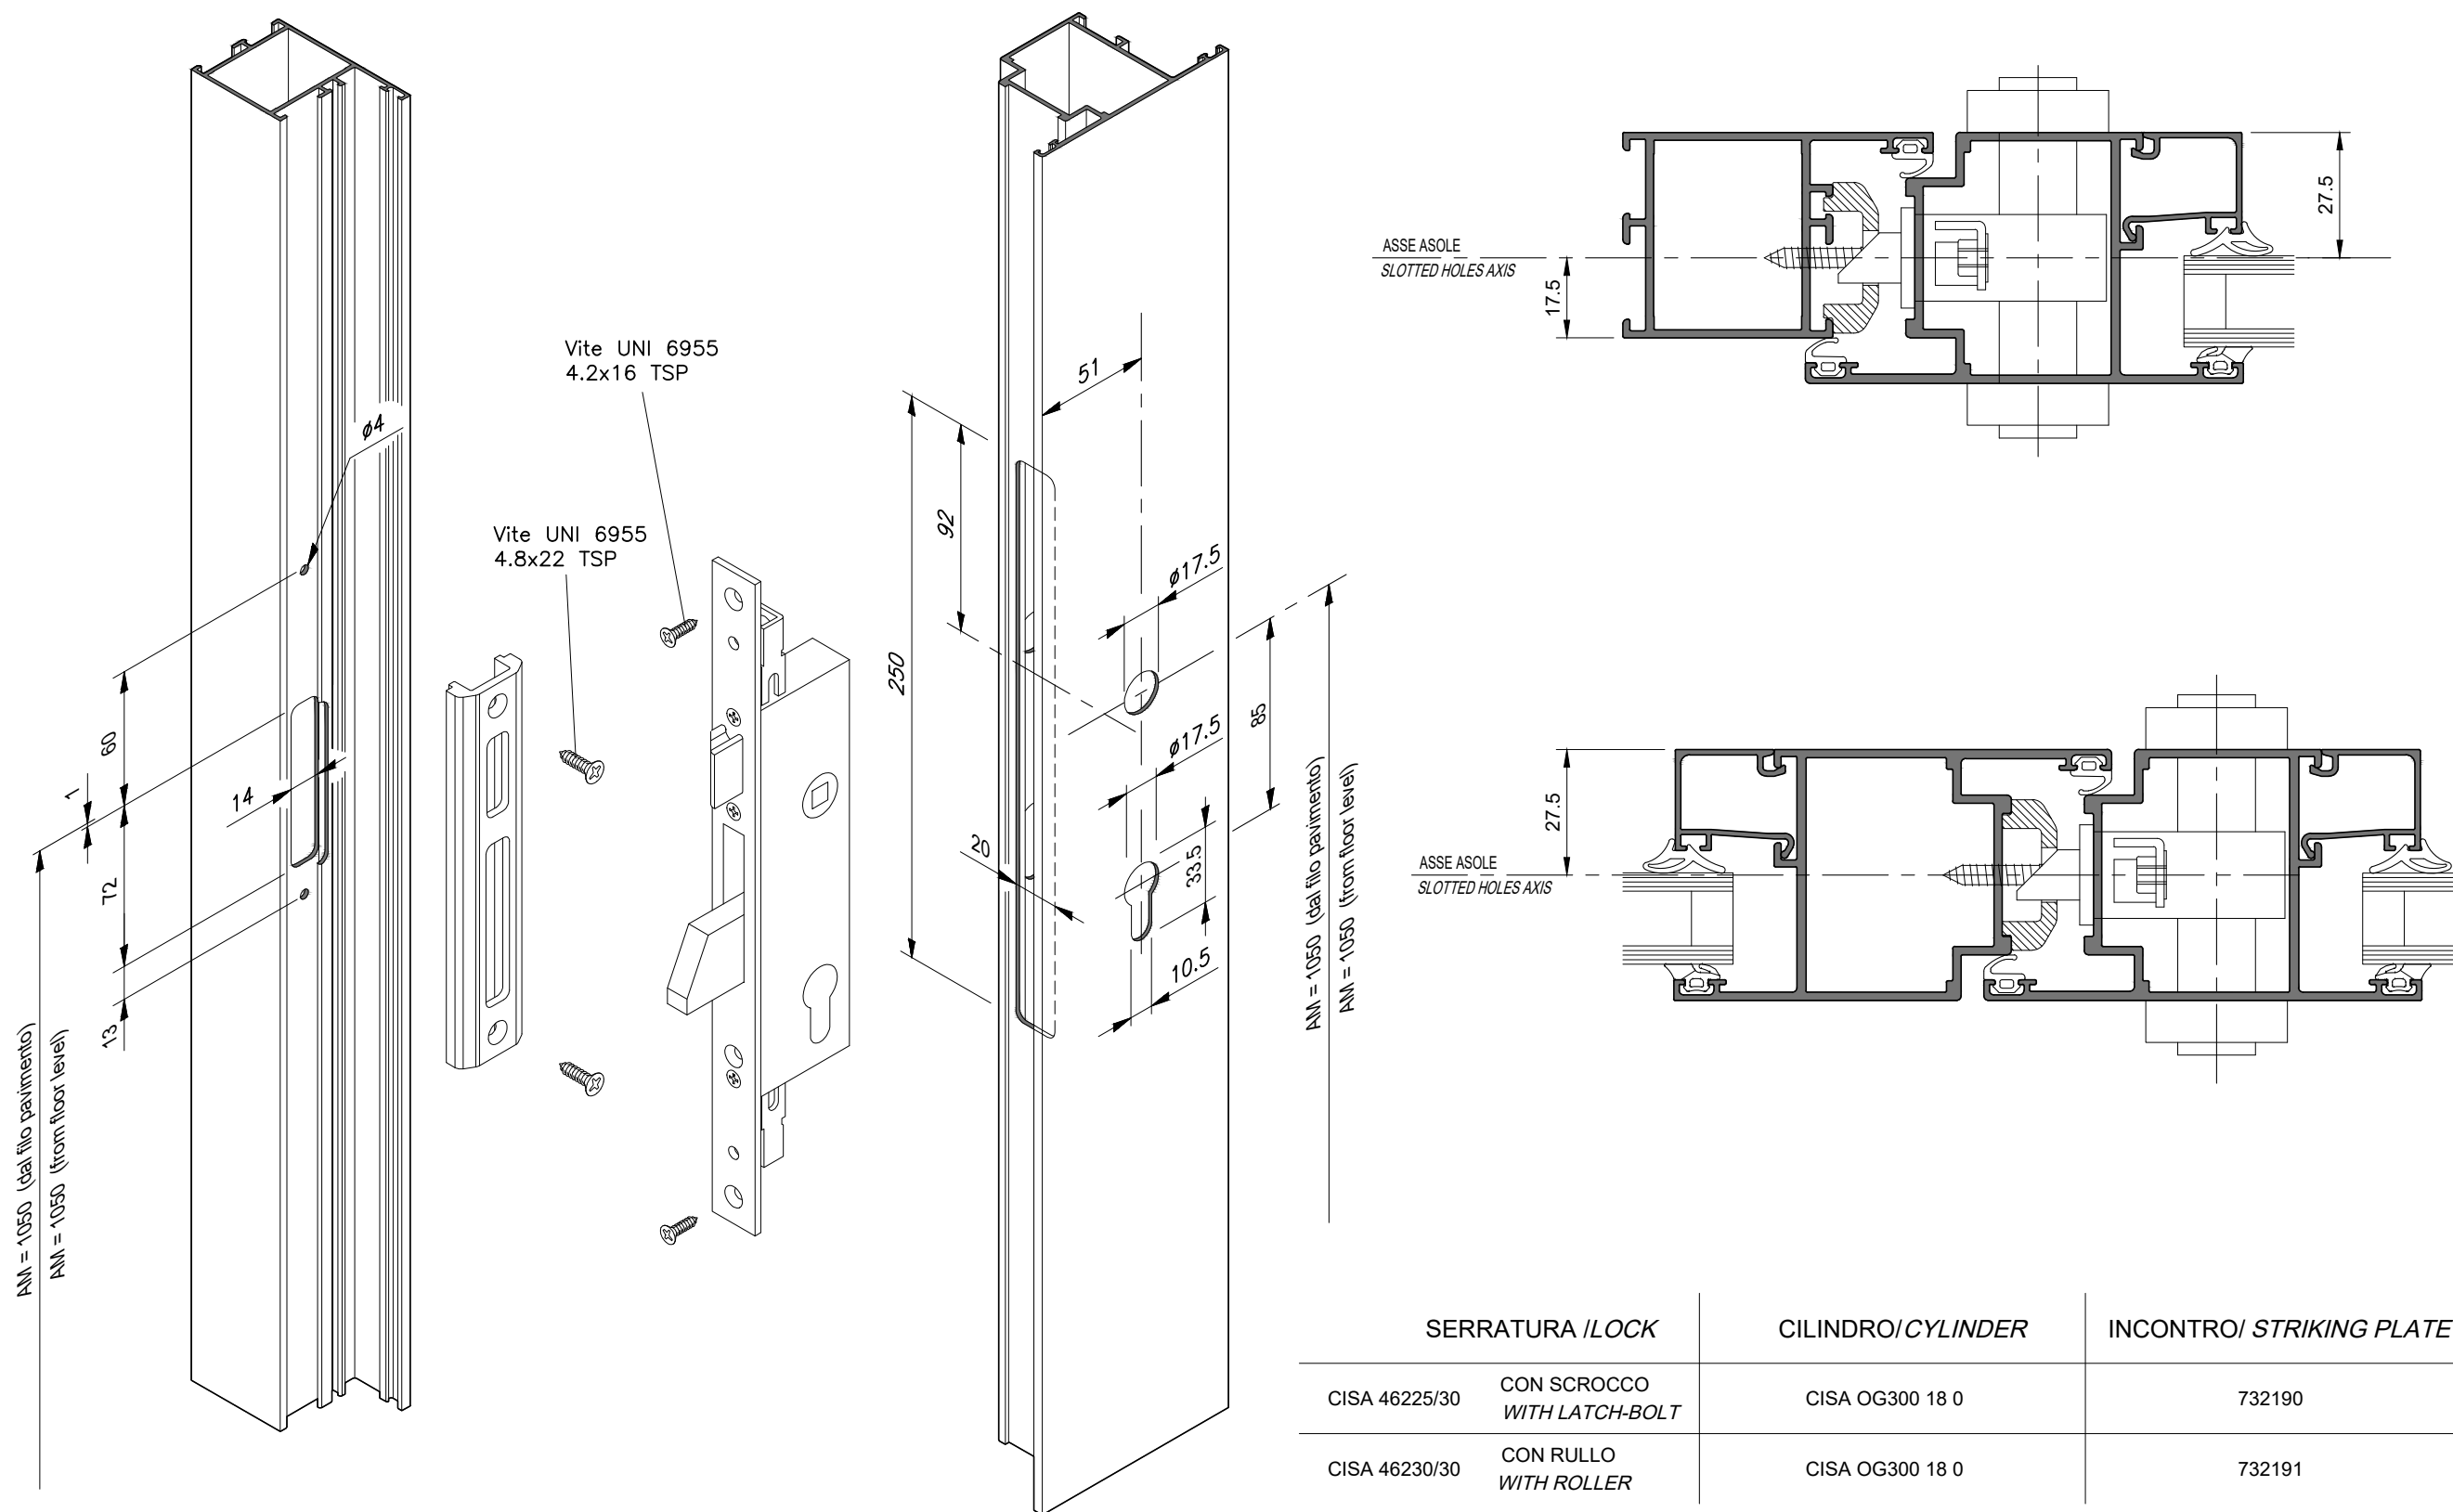 Vite UNI 6955
4.2x16 TSP
Vite UNI 6955
4.8x22 TSP
ø4
60
1
14
72
13
AM = 1050 (dal filo pavimento)
AM = 1050 (from floor level)
51
250
92
ø17.5
ø17.5
85
20
33.5
10.5
AM = 1050 (dal filo pavimento)
AM = 1050 (from floor level)
ASSE ASOLE
SLOTTED HOLES AXIS
17.5
27.5
27.5
ASSE ASOLE
SLOTTED HOLES AXIS
SERRATURA /LOCK CILINDRO/CYLINDER INCONTRO/ STRIKING PLATE
CISA 46225/30 CON SCROCCO WITH LATCH-BOLT CISA OG300 18 0 732190
CISA 46230/30 CON RULLO WITH ROLLER CISA OG300 18 0 732191